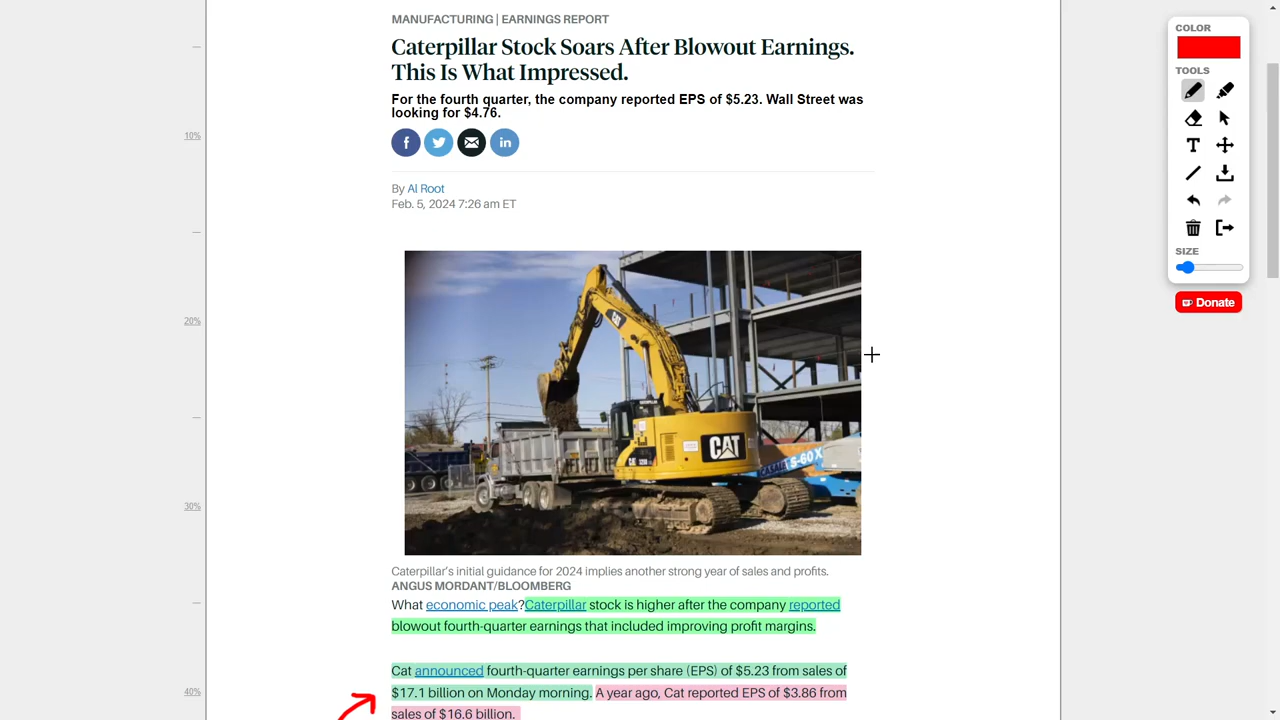 MANUFACTURING | EARNINGS REPORT
Caterpillar Stock Soars After Blowout Earnings.
This Is What Impressed.
For the fourth quarter, the company reported EPS of $5.23. Wall Street was
looking for $4.76.
By Al Root
Feb. 5, 2024 7:26 am ET
10%
20%
30%
40%
CAT
CAT
S-60X
Caterpillar's initial guidance for 2024 implies another strong year of sales and profits.
ANGUS MORDANT/BLOOMBERG
What economic peak?Caterpillar stock is higher after the company reported
blowout fourth-quarter earnings that included improving profit margins.
Cat announced fourth-quarter earnings per share (EPS) of $5.23 from sales of
$17.1 billion on Monday morning. A year ago, Cat reported EPS of $3.86 from
sales of $16.6 billion.
COLOR
TOOLS
T
SIZE
Donate